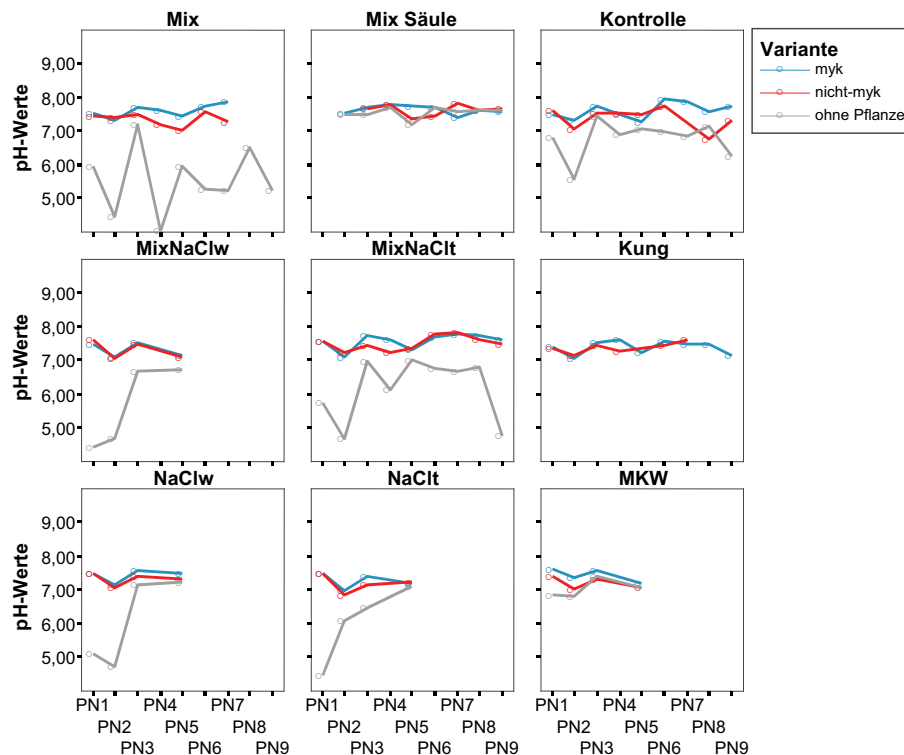 Mix
Mix Säule
Kontrolle
Variante
myk
nicht-myk
ohne Pflanze
pH-Werte
9,00
8,00
7,00
6,00
5,00
MixNaClw
MixNaClt
Kung
pH-Werte
9,00
8,00
7,00
6,00
5,00
NaClw
NaClt
MKW
pH-Werte
9,00
8,00
7,00
6,00
5,00
PN1 PN4 PN7 PN1 PN4 PN7 PN1 PN4 PN7
PN2 PN5 PN8 PN2 PN5 PN8 PN2 PN5 PN8
PN3 PN6 PN9 PN3 PN6 PN9 PN3 PN6 PN9